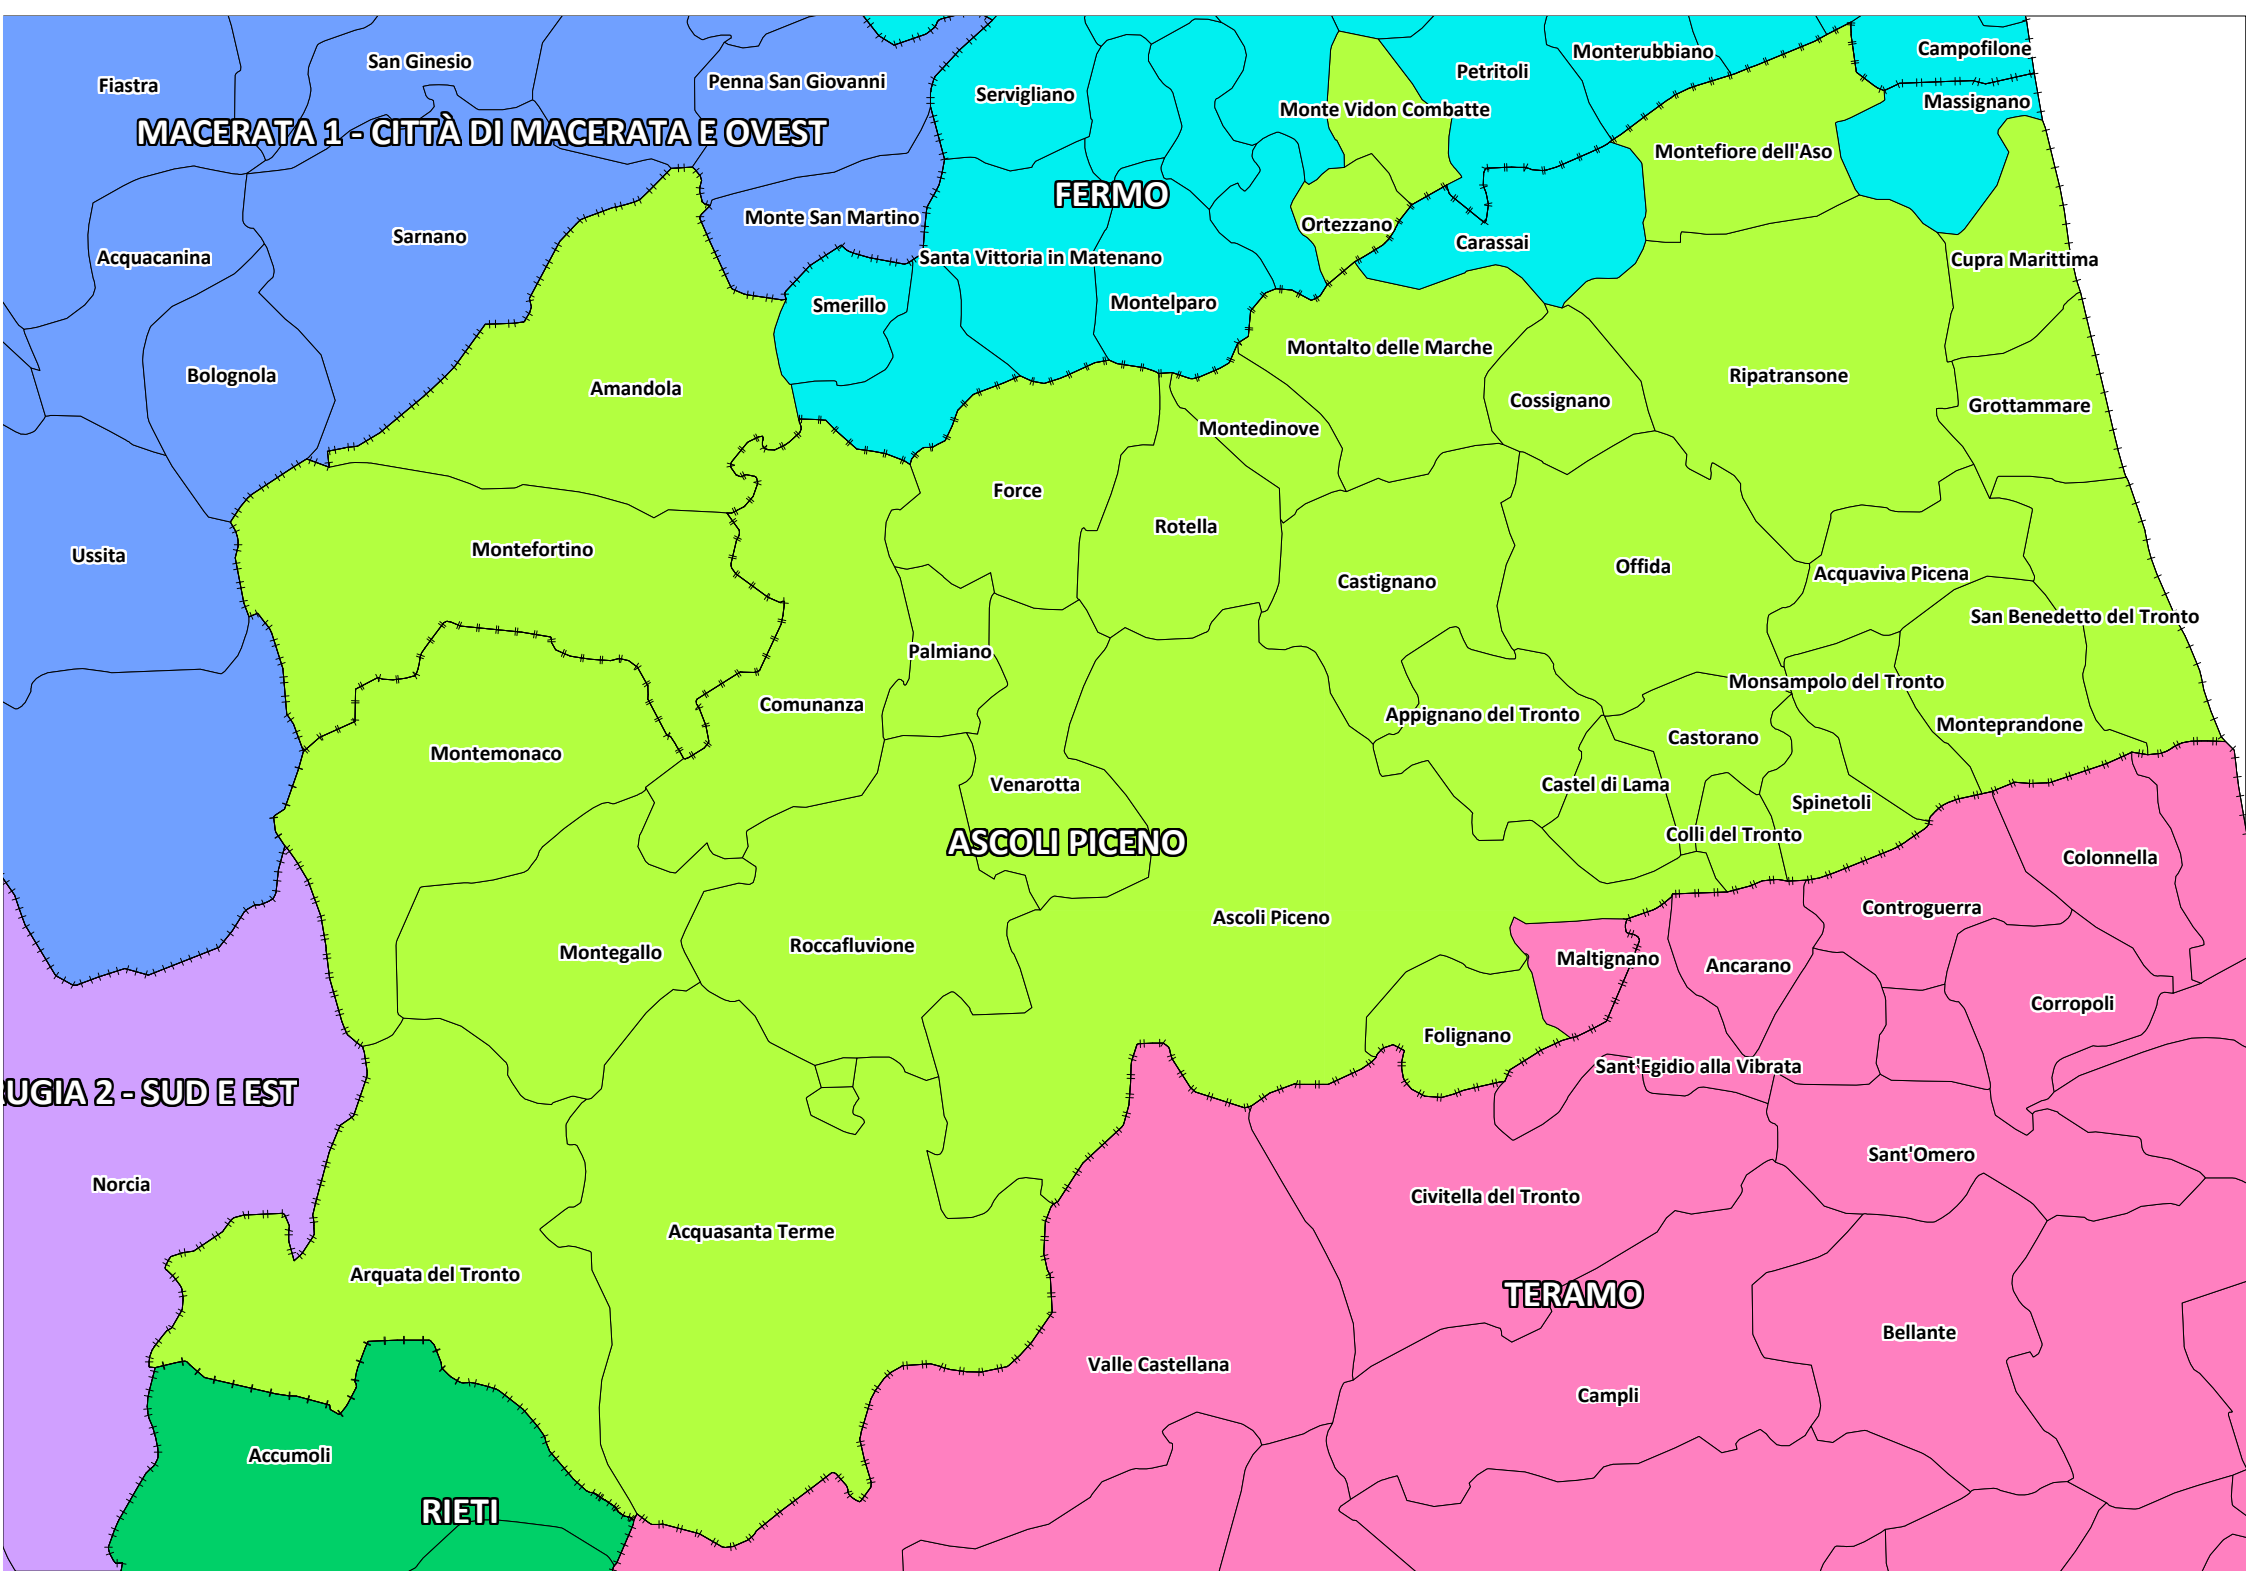 San Ginesio
Monterubbiano
Campofilone
Fiastra
Penna San Giovanni
Servigliano
Petritoli
Massignano
Monte Vidon Combatte
MACERATA 1 - CITTÀ DI MACERATA E OVEST
Montefiore dell'Aso
FERMO
Monte San Martino
Ortezzano
Sarnano
Carassai
Acquacanina
Santa Vittoria in Matenano
Cupra Marittima
Smerillo
Montelparo
Montalto delle Marche
Bolognola
Ripatransone
Amandola
Cossignano
Grottammare
Montedinove
Force
Rotella
Ussita
Montefortino
Offida
Acquaviva Picena
Castignano
San Benedetto del Tronto
Palmiano
Monsampolo del Tronto
Comunanza
Appignano del Tronto
Monteprandone
Castorano
Montemonaco
Venarotta
Castel di Lama
Spinetoli
Colli del Tronto
ASCOLI PICENO
Colonnella
Controguerra
Ascoli Piceno
Roccafluvione
Montegallo
Maltignano
Ancarano
Corropoli
Folignano
Sant'Egidio alla Vibrata
UGIA 2 - SUD E EST
Sant'Omero
Norcia
Civitella del Tronto
Acquasanta Terme
Arquata del Tronto
TERAMO
Bellante
Valle Castellana
Campli
Accumoli
RIETI